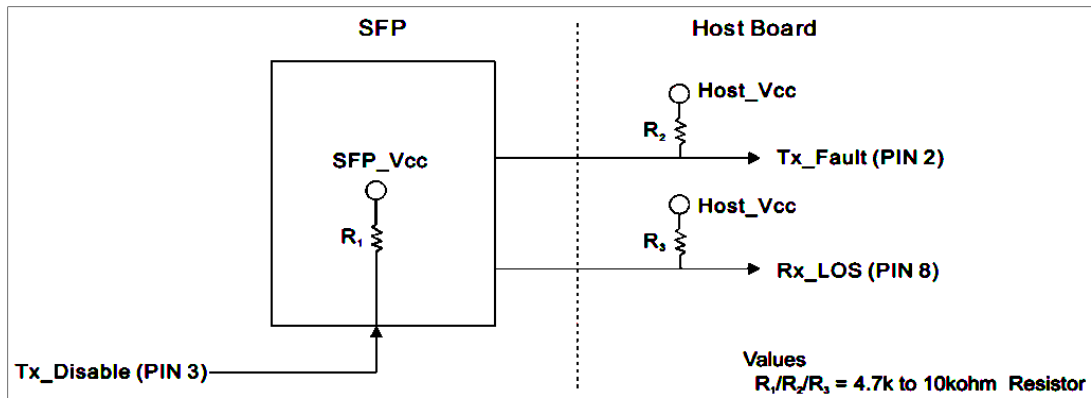 SFP
Host Board
Host_Vcc
R₂
Tx_Fault (PIN 2)
SFP_Vcc
Host_Vcc
R₁
R₃
Rx_LOS (PIN 8)
Tx_Disable (PIN 3)
Values
R₁/R₂/R₃ = 4.7k to 10kohm Resistor